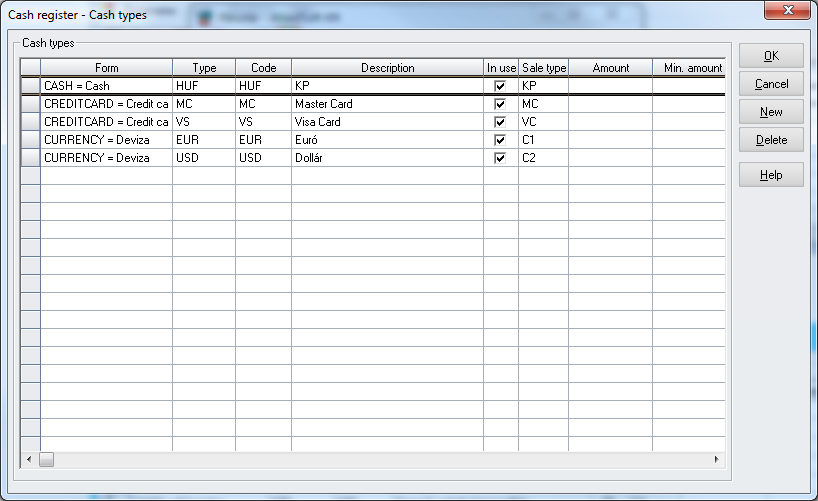 Cash register - Cash types
Cash types
Form Type Code Description In use Sale type Amount Min. amount
CASH = Cash HUF HUF KP KP
CREDITCARD = Credit ca MC MC Master Card MC
CREDITCARD = Credit ca VS VS Visa Card VC
CURRENCY = Deviza EUR EUR Euró C1
CURRENCY = Deviza USD USD Dollár C2
OK
Cancel
New
Delete
Help